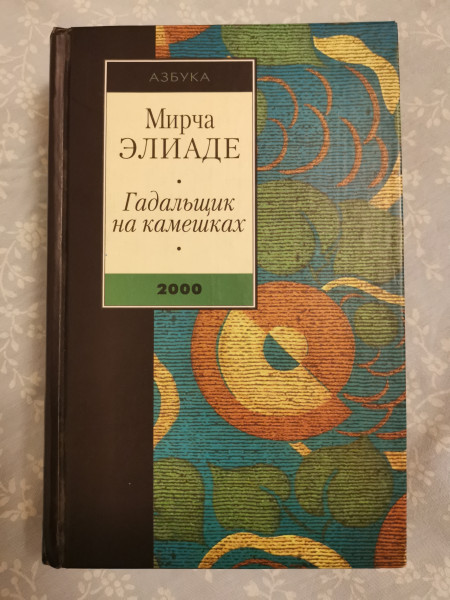 АЗБУКА
Мирча
ЭЛИАДЕ
•
Гадальщик
на камешках
•
2000